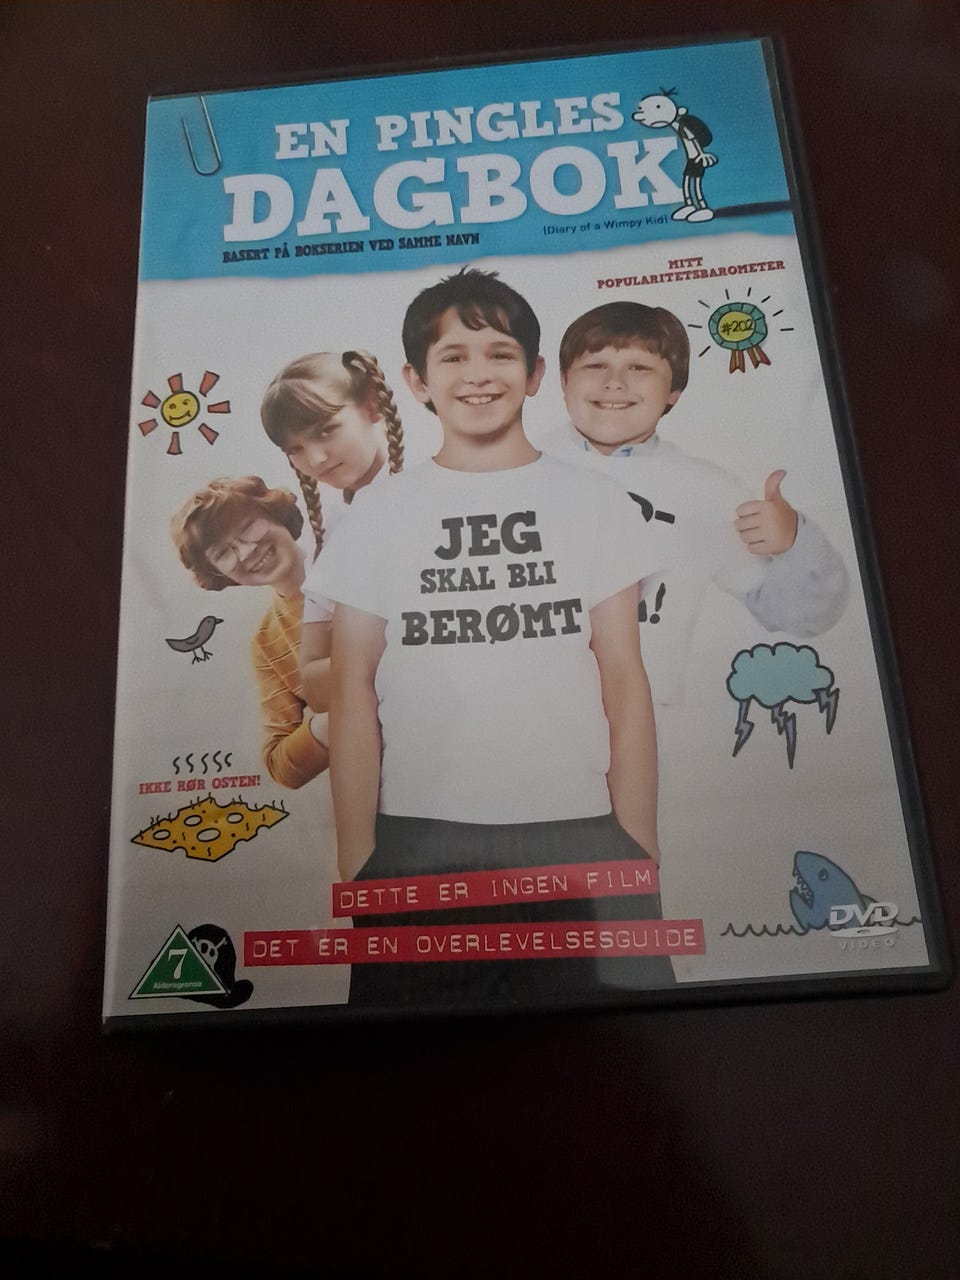 EN PINGLES
DAGBOK
(Diary of a Wimpy Kid)
BASERT PÅ BOKSERIEN VED SAMME NAVN
MITT
POPULARITETSBAROMETER
#202
JEG
SKAL BLI
BERØMT
!
IKKE RØR OSTEN!
DETTE ER INGEN FILM
DET ER EN OVERLEVELSESGUIDE
7
Aldersgrense
DVD
VIDEO